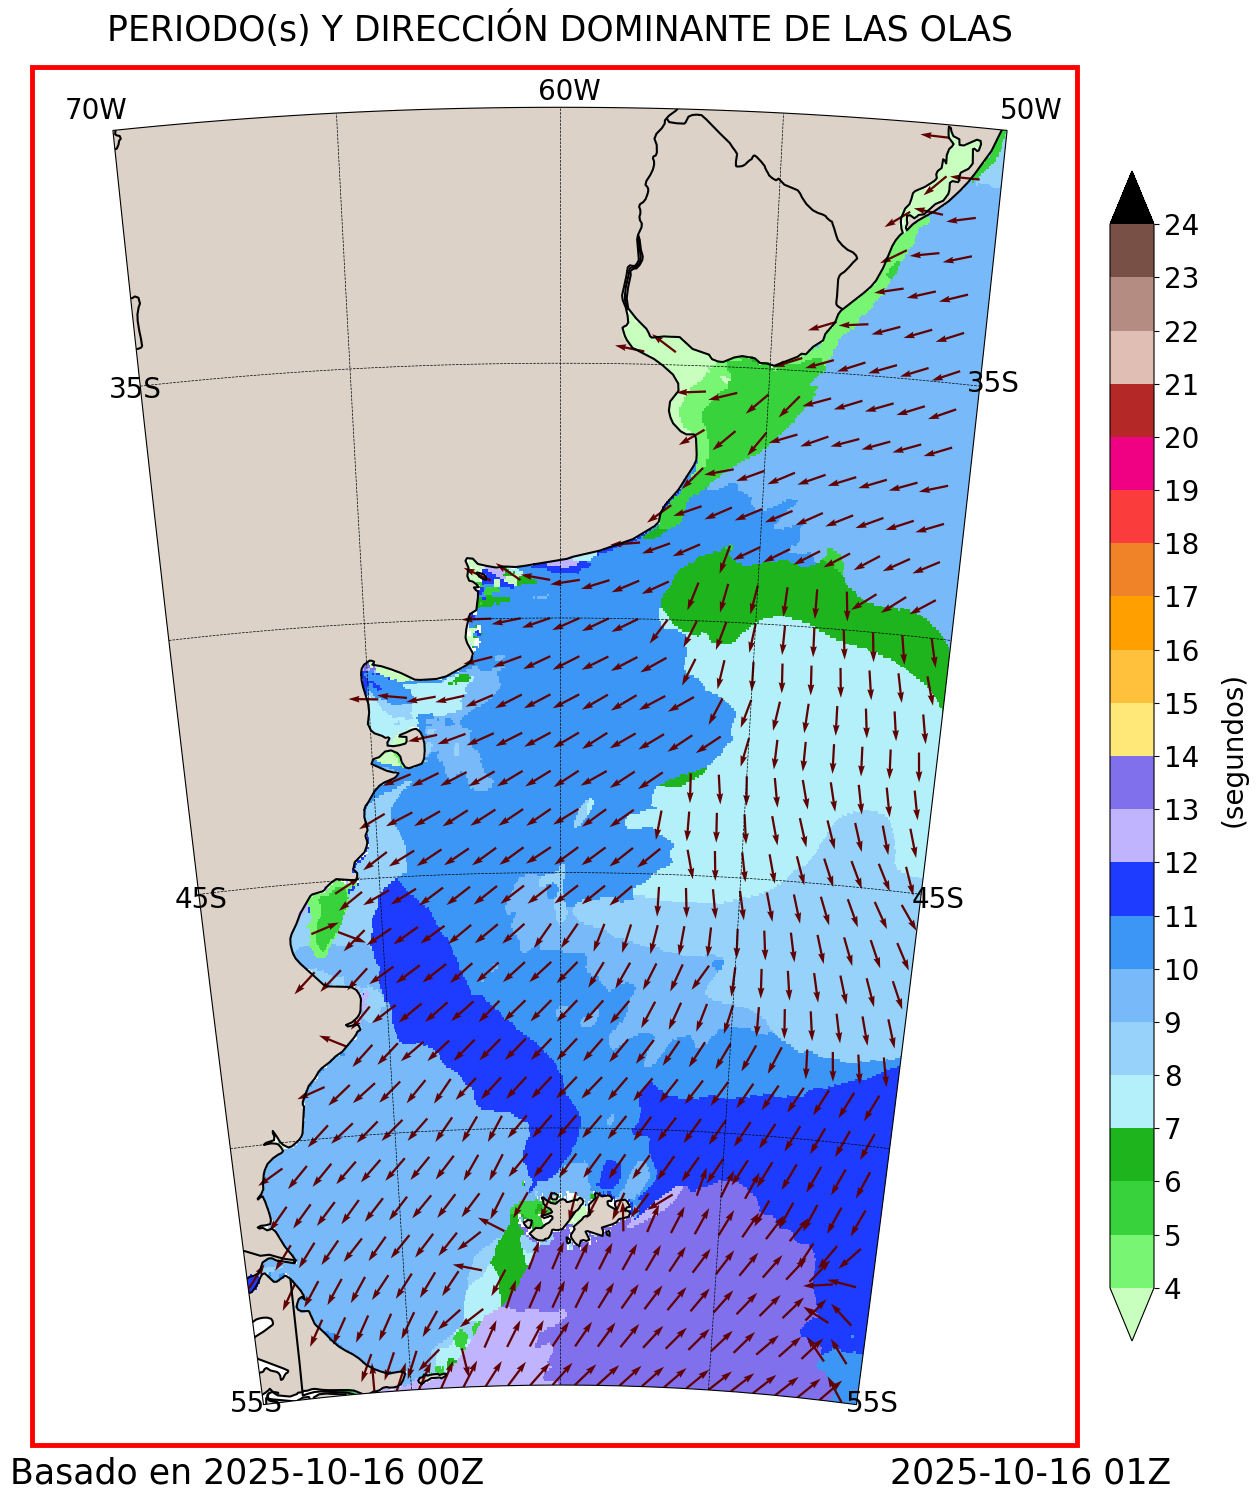 PERIODO(s) Y DIRECCIÓN DOMINANTE DE LAS OLAS
70W
60W
50W
35S
35S
45S
45S
55S
55S
24
23
22
21
20
19
18
17
16
15
14
13
12
11
10
9
8
7
6
5
4
(segundos)
Basado en 2025-10-16 00Z
2025-10-16 01Z